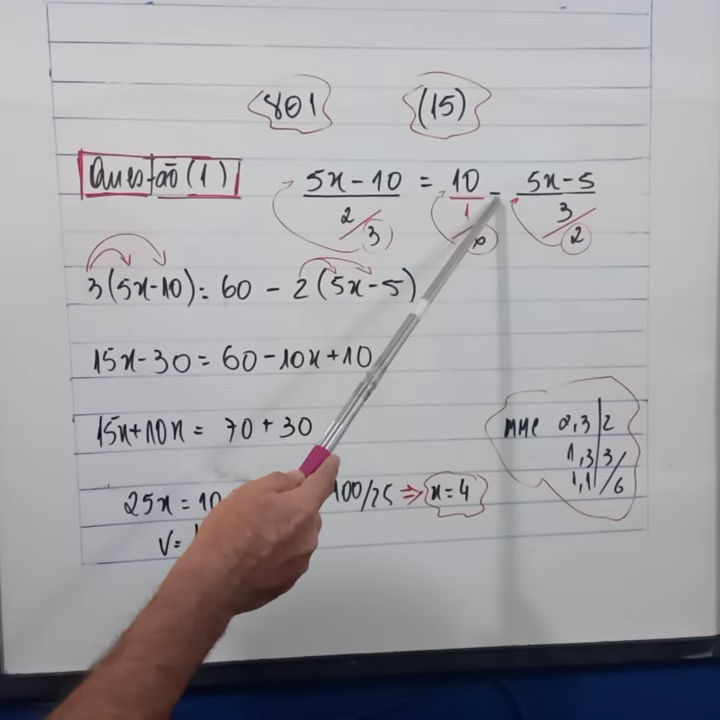 801 (15)
Questão (1) 5x-10/2 = 10/1 - 5x-5/3
3 6 2
3(5x-10) = 60 - 2(5x-5)
15x-30 = 60-10x+10
15x+10x = 70+30
mmc 2,3|2
1,3|3
1,1/6
25x = 10 100/25 ⇒ x=4
V=